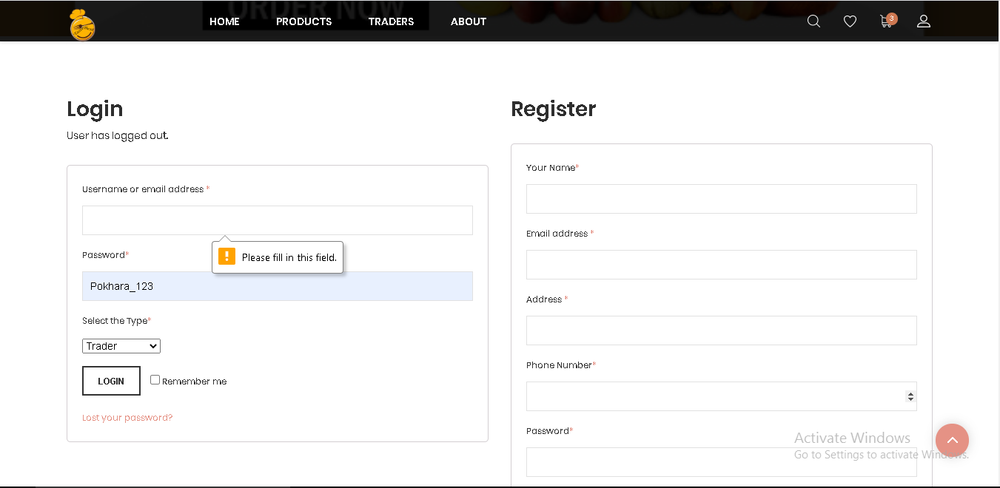 ORDER NOW
HOME PRODUCTS TRADERS ABOUT
3
Login
User has logged out.
Username or email address *
Please fill in this field.
Password*
Pokhara_123
Select the Type*
Trader
LOGIN Remember me
Lost your password?
Register
Your Name*
Email address *
Address *
Phone Number*
Password*
Activate Windows
Go to Settings to activate Windows.